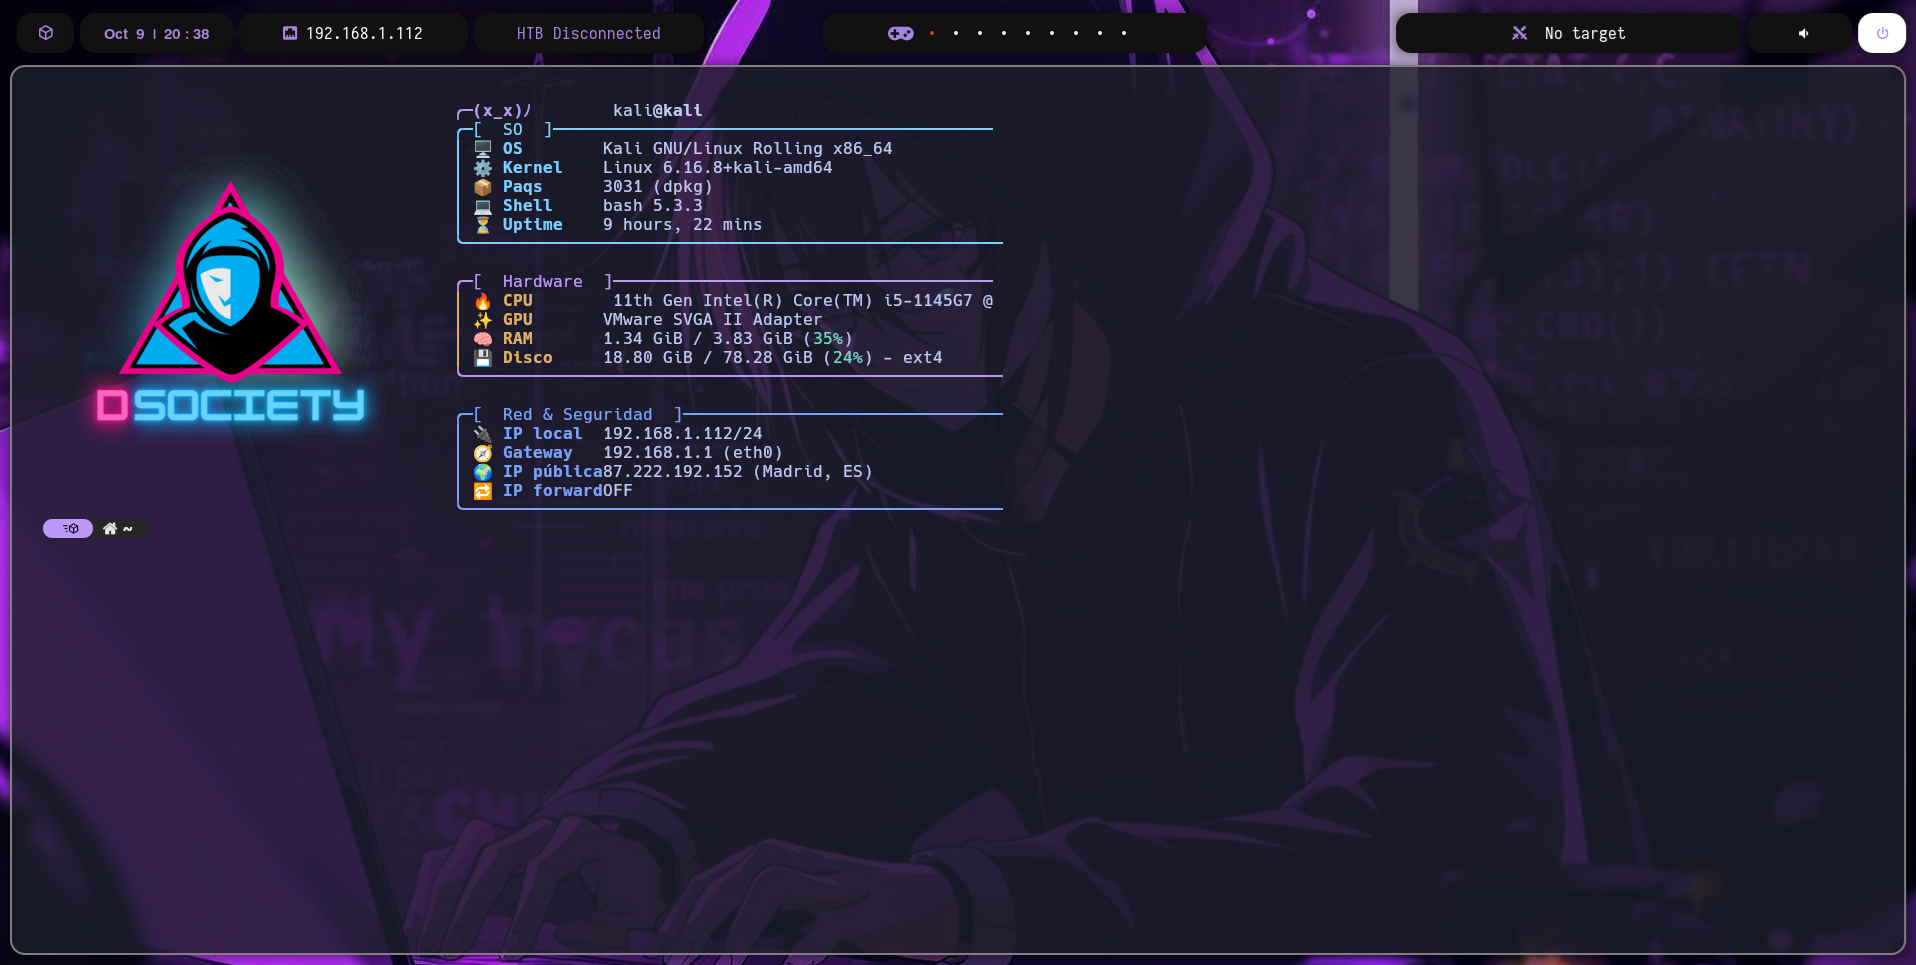 Oct 9 | 20 : 38
192.168.1.112
HTB Disconnected
No target
(x_x)ﾉ kali@kali
[ SO ]
OS Kali GNU/Linux Rolling x86_64
Kernel Linux 6.16.8+kali-amd64
Paqs 3031 (dpkg)
Shell bash 5.3.3
Uptime 9 hours, 22 mins
[ Hardware ]
CPU 11th Gen Intel(R) Core(TM) i5-1145G7 @
GPU VMware SVGA II Adapter
RAM 1.34 GiB / 3.83 GiB (35%)
Disco 18.80 GiB / 78.28 GiB (24%) - ext4
[ Red & Seguridad ]
IP local 192.168.1.112/24
Gateway 192.168.1.1 (eth0)
IP pública87.222.192.152 (Madrid, ES)
IP forwardOFF
DSOCIETY
~